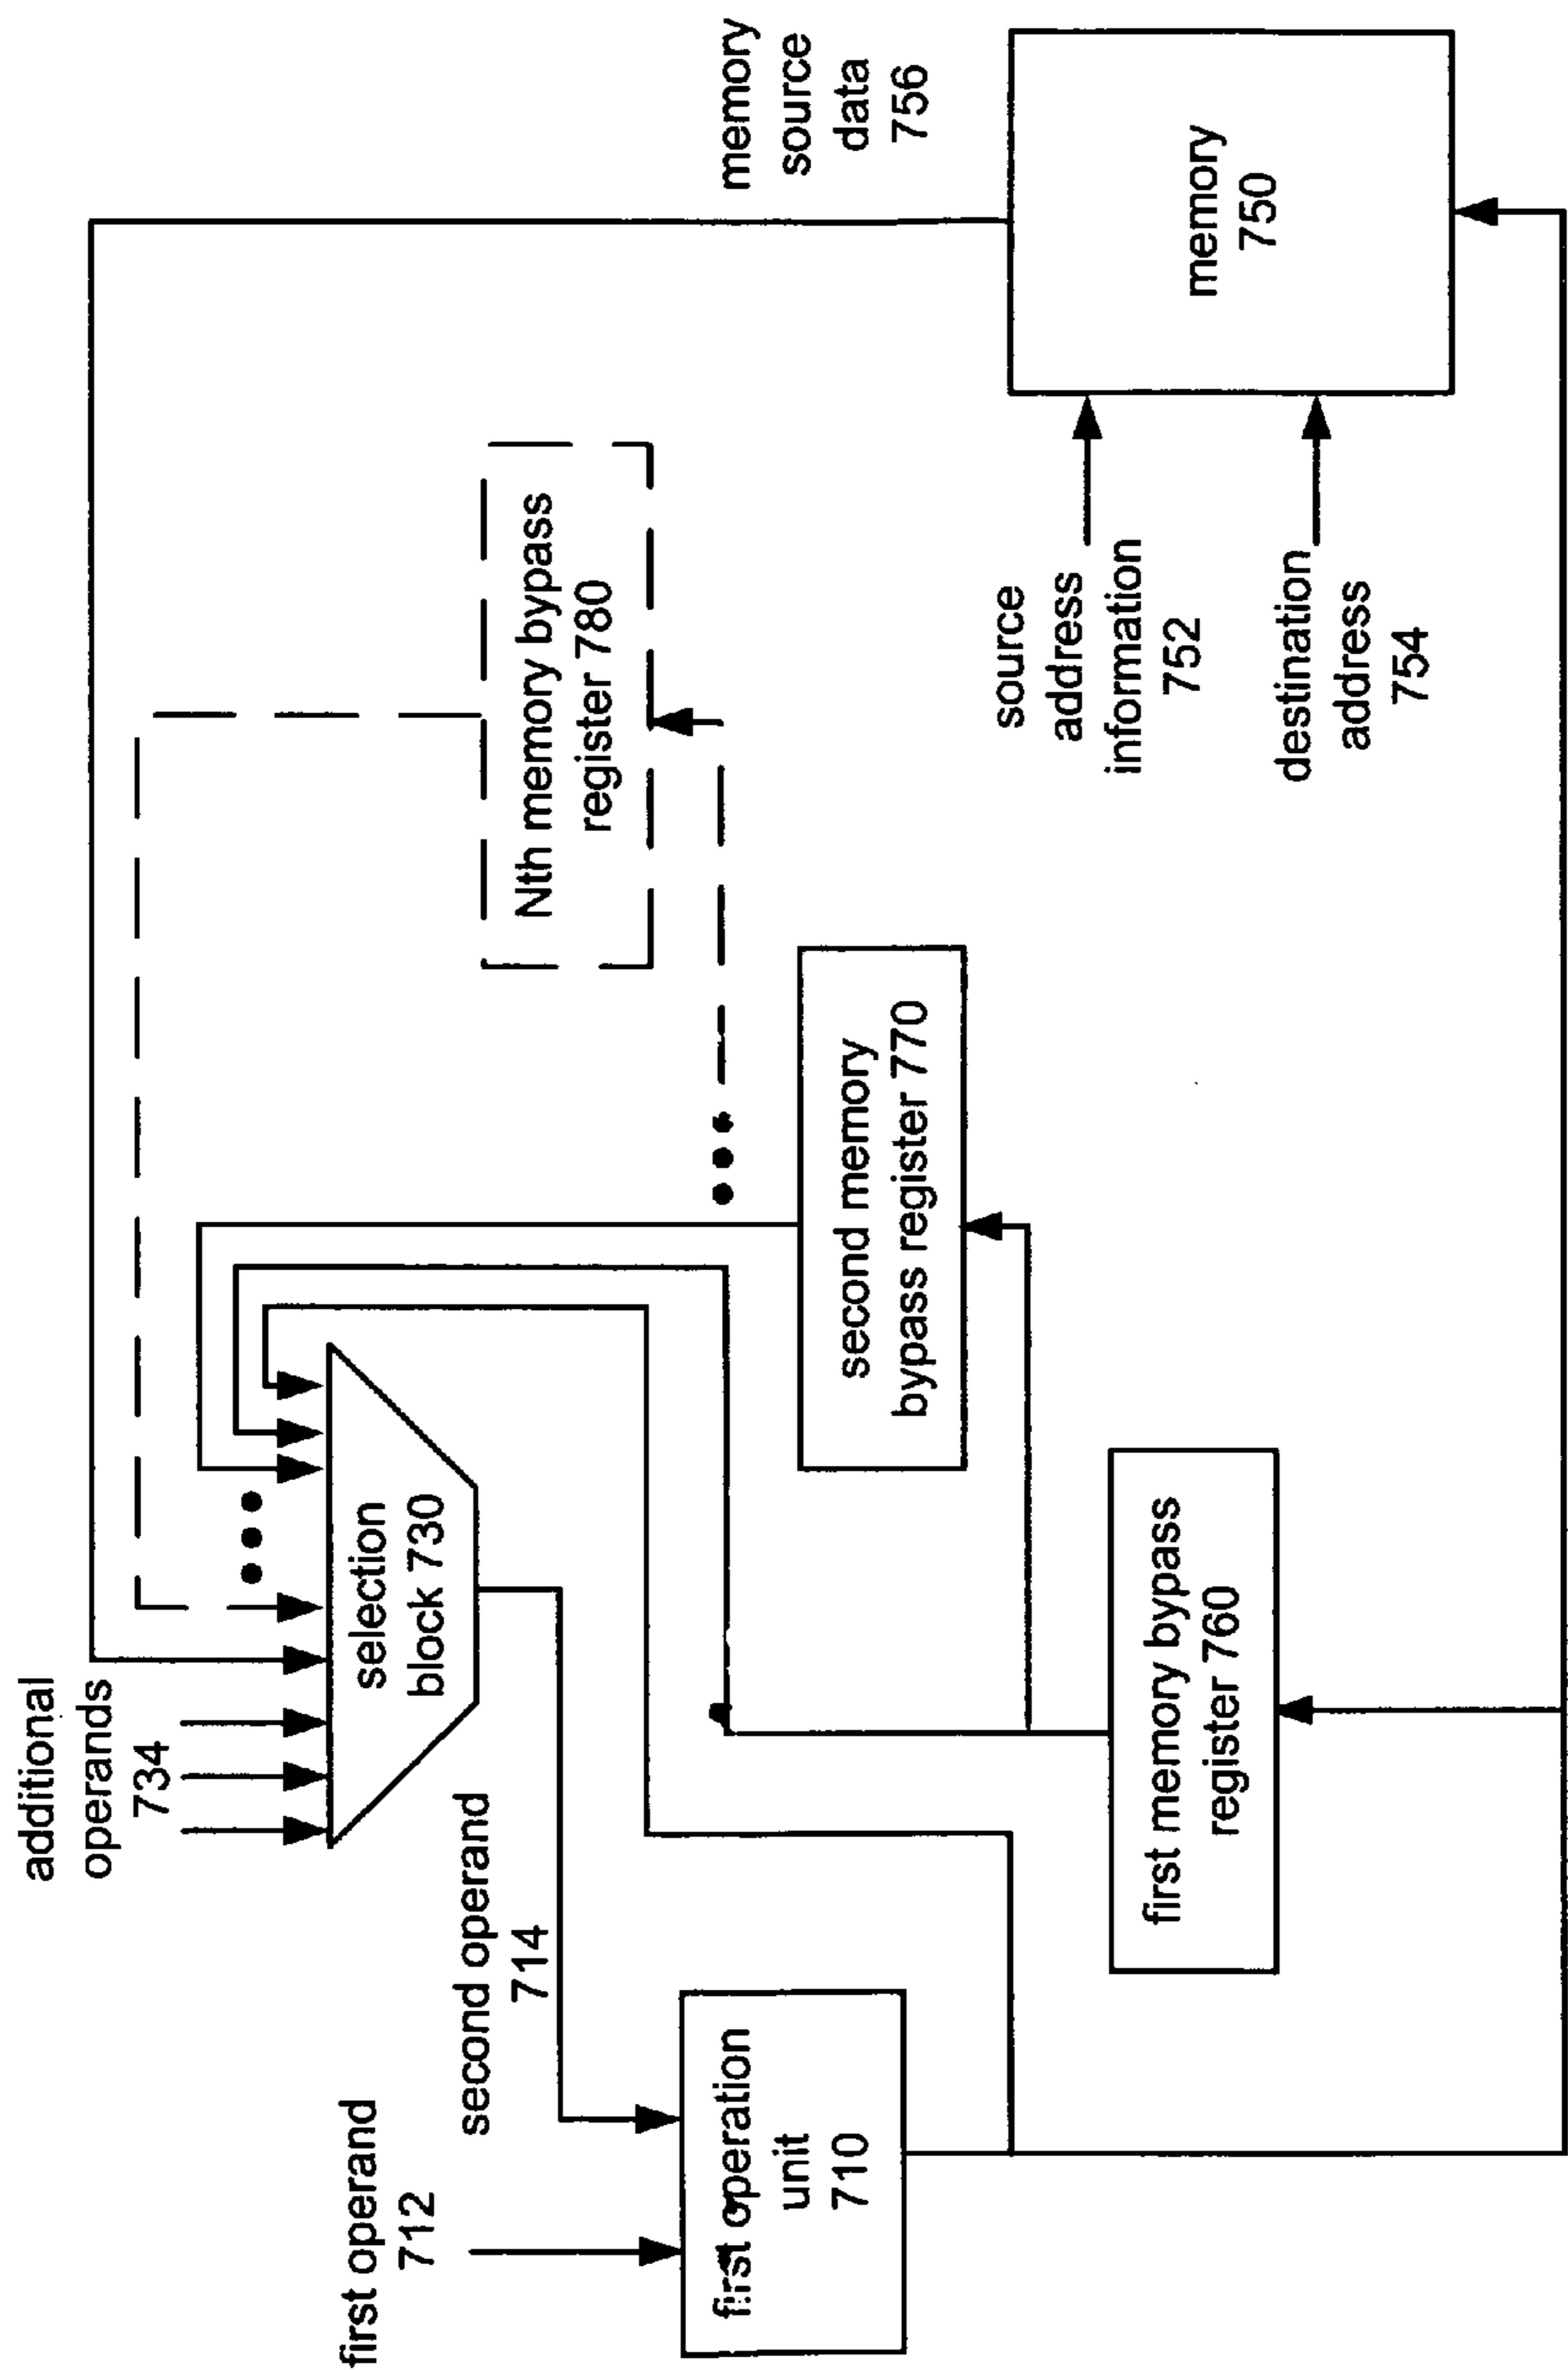 additional
operands
734
first operand
712
second operand
714
selection
block 730
first operation
unit
710
first memory bypass
register 760
second memory
bypass register 770
Nth memory bypass
register 780
source
address
information
752
destination
address
754
memory
source
data
756
memory
750